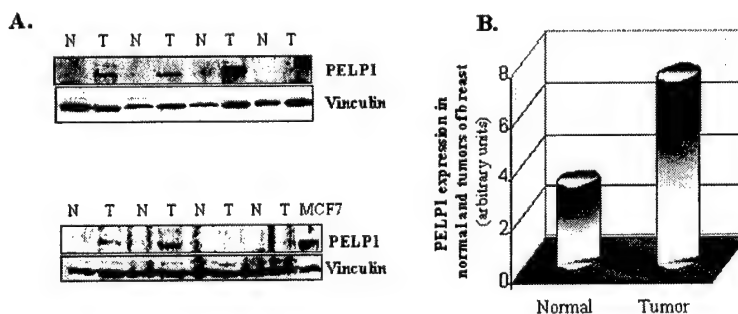 A.
N T N T N T N T
PELP1
Vinculin
N T N T N T N T MCF7
PELP1
Vinculin
B.
PELP1 expression in
normal and tumors of breast
(arbitrary units)
8
6
4
2
0
Normal Tumor